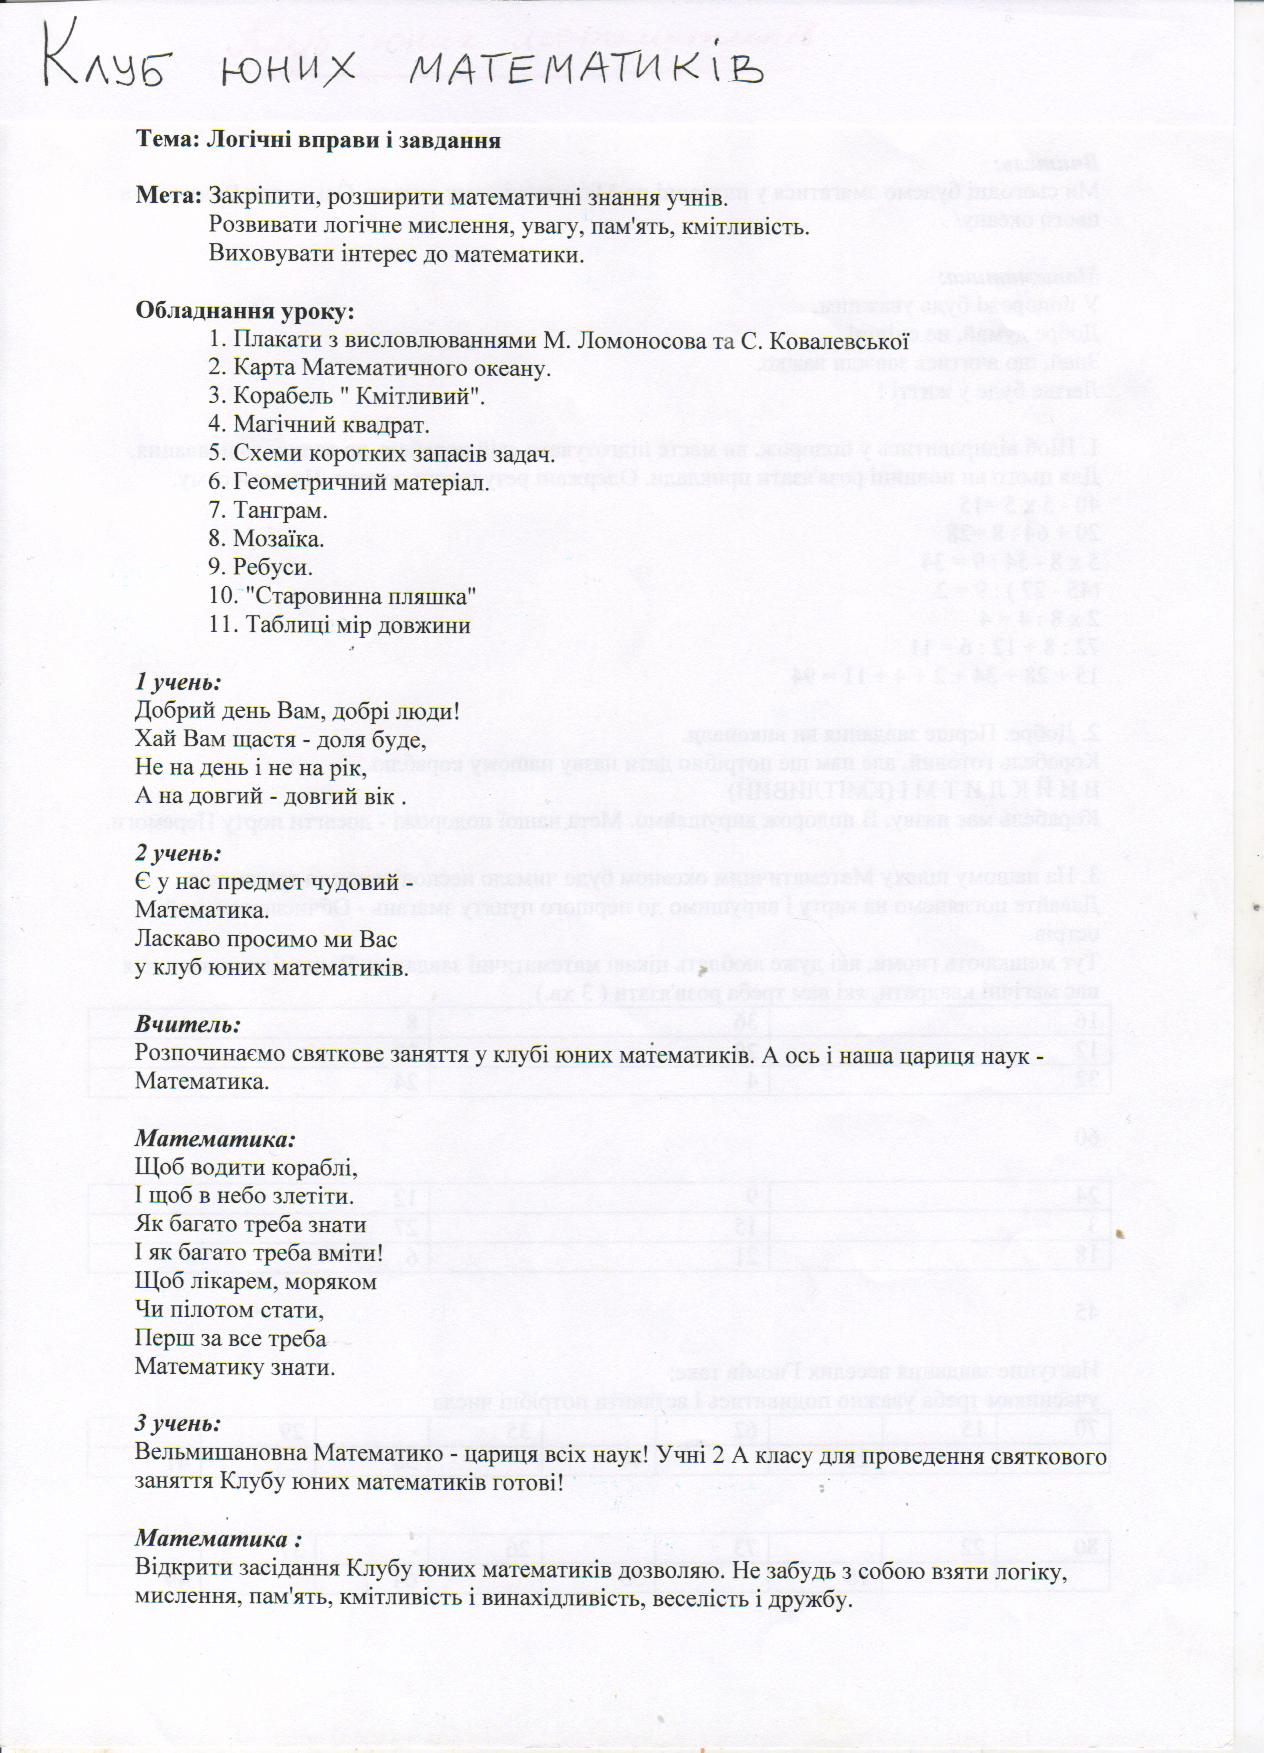 Клуб юних математиків
Тема: Логічні вправи і завдання
Мета: Закріпити, розширити математичні знання учнів.
Розвивати логічне мислення, увагу, пам'ять, кмітливість.
Виховувати інтерес до математики.
Обладнання уроку:
1. Плакати з висловлюваннями М. Ломоносова та С. Ковалевської
2. Карта Математичного океану.
3. Корабель " Кмітливий".
4. Магічний квадрат.
5. Схеми коротких запасів задач.
6. Геометричний матеріал.
7. Танграм.
8. Мозаїка.
9. Ребуси.
10. "Старовинна пляшка"
11. Таблиці мір довжини
1 учень:
Добрий день Вам, добрі люди!
Хай Вам щастя - доля буде,
Не на день і не на рік,
А на довгий - довгий вік .
2 учень:
Є у нас предмет чудовий -
Математика.
Ласкаво просимо ми Вас
у клуб юних математиків.
Вчитель:
Розпочинаємо святкове заняття у клубі юних математиків. А ось і наша цариця наук -
Математика.
Математика:
Щоб водити кораблі,
І щоб в небо злетіти.
Як багато треба знати
І як багато треба вміти!
Щоб лікарем, моряком
Чи пілотом стати,
Перш за все треба
Математику знати.
3 учень:
Вельмишановна Математико - цариця всіх наук! Учні 2 А класу для проведення святкового
заняття Клубу юних математиків готові!
Математика :
Відкрити засідання Клубу юних математиків дозволяю. Не забудь з собою взяти логіку,
мислення, пам'ять, кмітливість і винахідливість, веселість і дружбу.